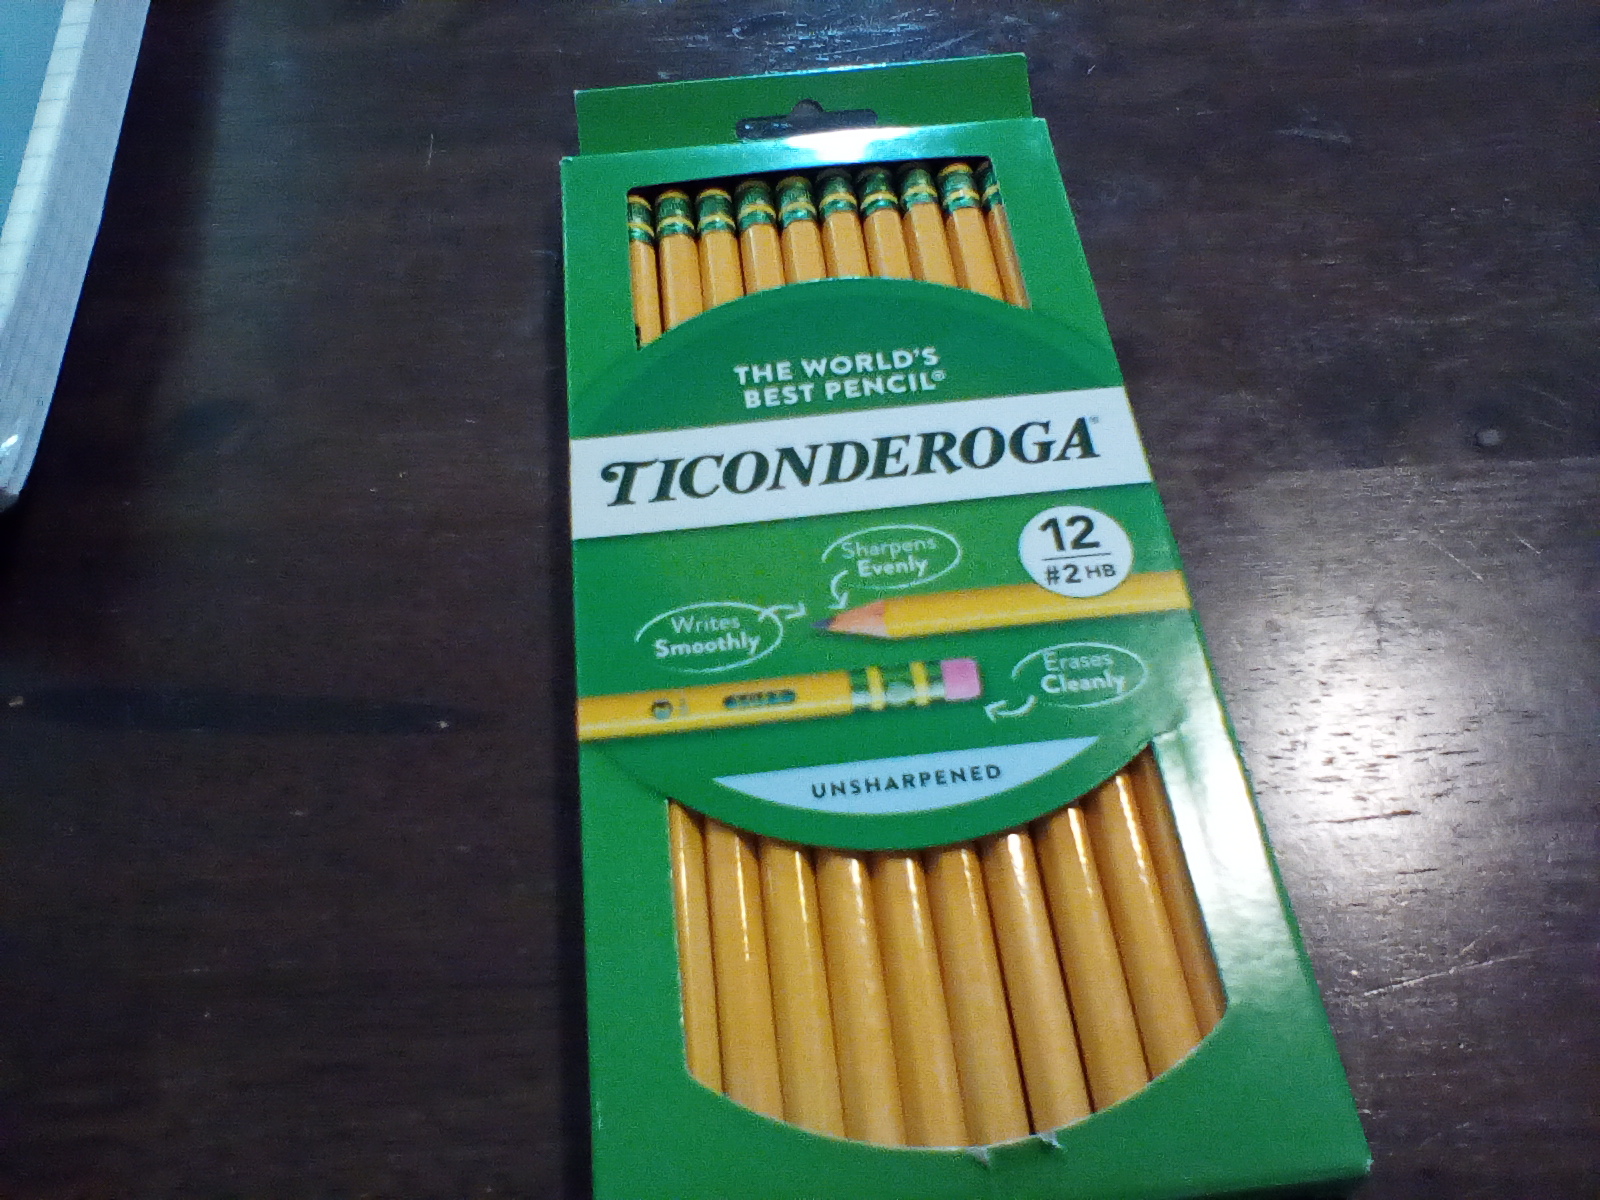 THE WORLD'S
BEST PENCIL®
TICONDEROGA®
12
#2 HB
Sharpens
Evenly
Writes
Smoothly
Erases
Cleanly
UNSHARPENED